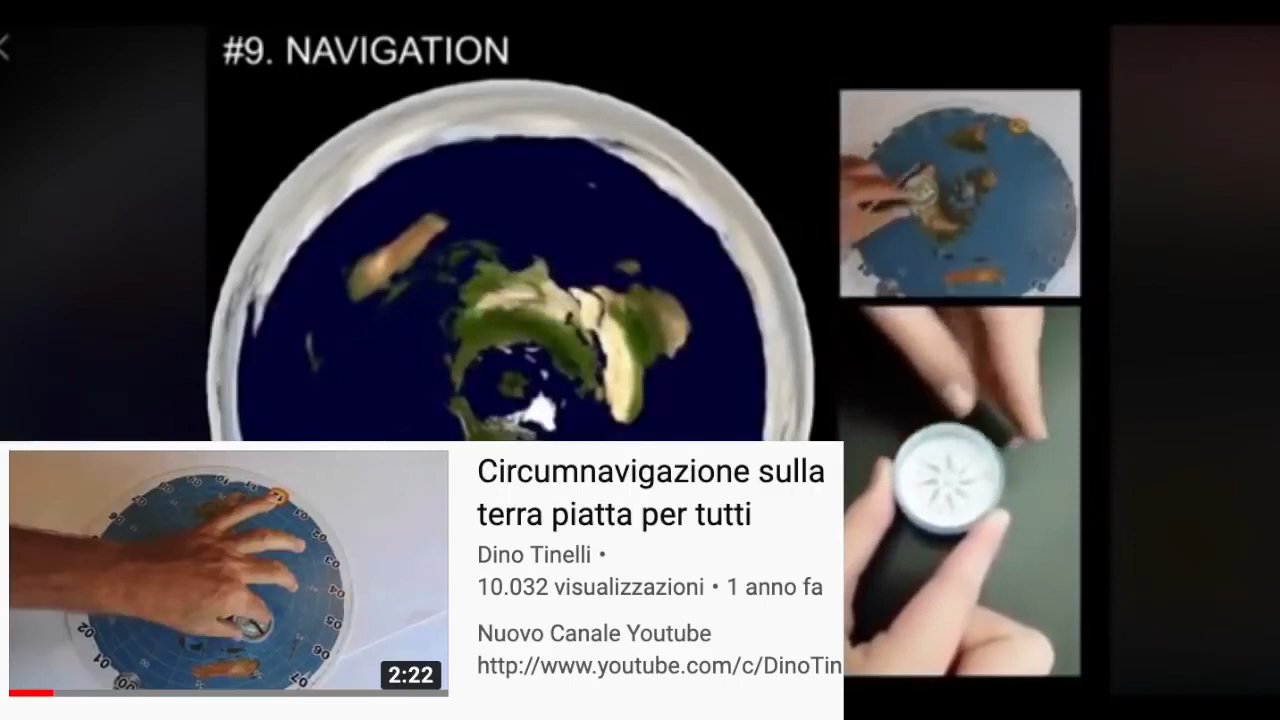 #9. NAVIGATION
Circumnavigazione sulla
terra piatta per tutti
Dino Tinelli •
10.032 visualizzazioni • 1 anno fa
Nuovo Canale Youtube
http://www.youtube.com/c/DinoTin
2:22